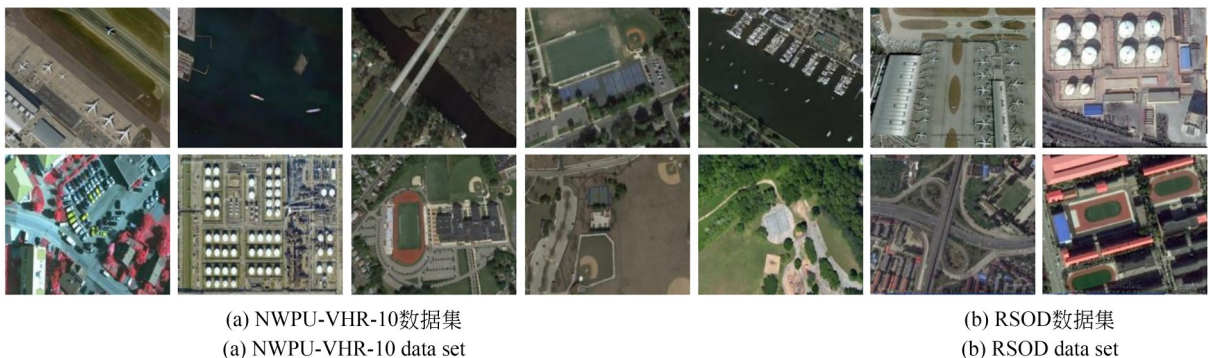 (a) NWPU-VHR-10数据集
(a) NWPU-VHR-10 data set
(b) RSOD数据集
(b) RSOD data set